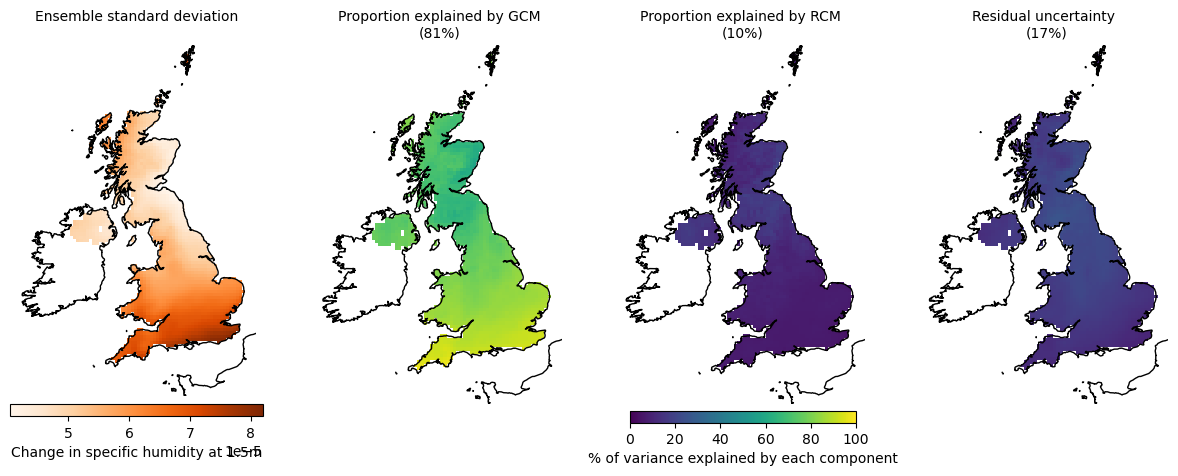 Ensemble standard deviation
Proportion explained by GCM
(81%)
Proportion explained by RCM
(10%)
Residual uncertainty
(17%)
5 6 7 8
1e−5
Change in specific humidity at 1.5m
0 20 40 60 80 100
% of variance explained by each component